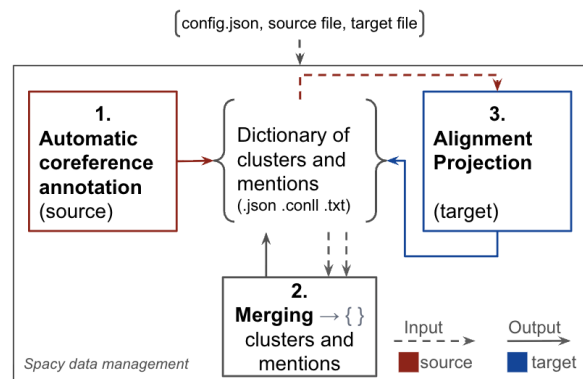 [config.json, source file, target file]
1.
Automatic
coreference
annotation
(source)
Dictionary of
clusters and
mentions
(.json .conll .txt)
3.
Alignment
Projection
(target)
2.
Merging → { }
clusters and
mentions
Input
Output
source
target
Spacy data management